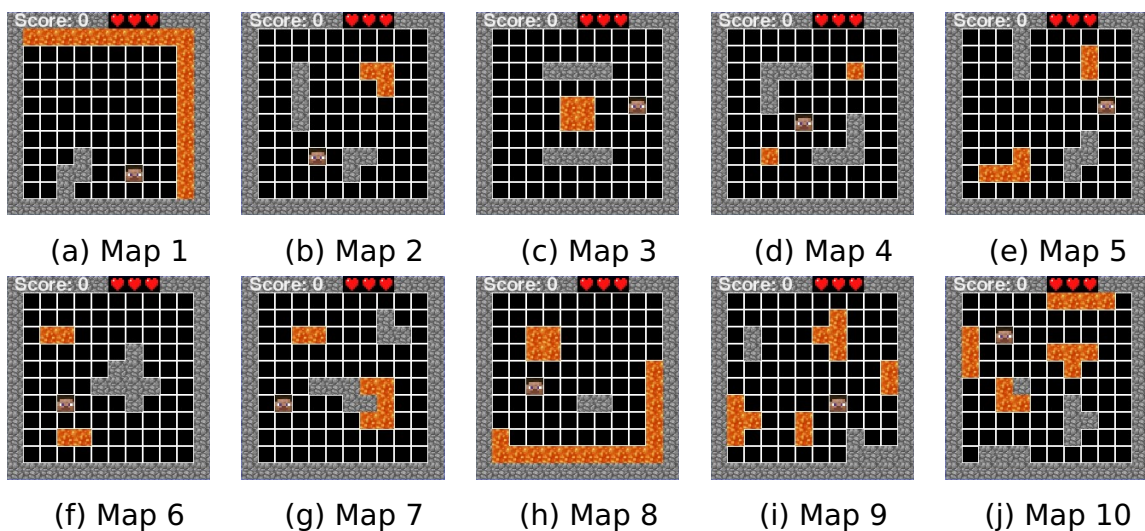 Score: 0 Score: 0 Score: 0 Score: 0 Score: 0
(a) Map 1 (b) Map 2 (c) Map 3 (d) Map 4 (e) Map 5
Score: 0 Score: 0 Score: 0 Score: 0 Score: 0
(f) Map 6 (g) Map 7 (h) Map 8 (i) Map 9 (j) Map 10